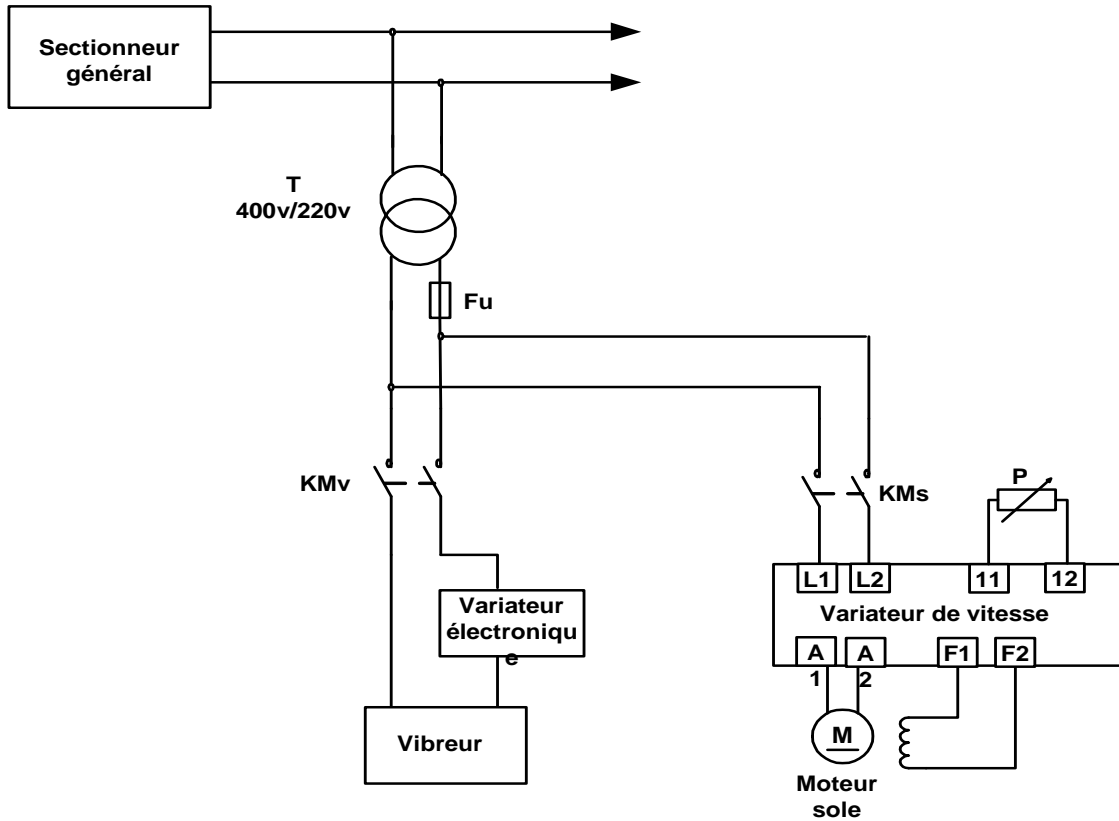 Sectionneur
général
T
400v/220v
Fu
KMv
KMs
P
L1
L2
11
12
Variateur de vitesse
Variateur
électroniqu
e
A
1
A
2
F1
F2
Vibreur
M
Moteur
sole